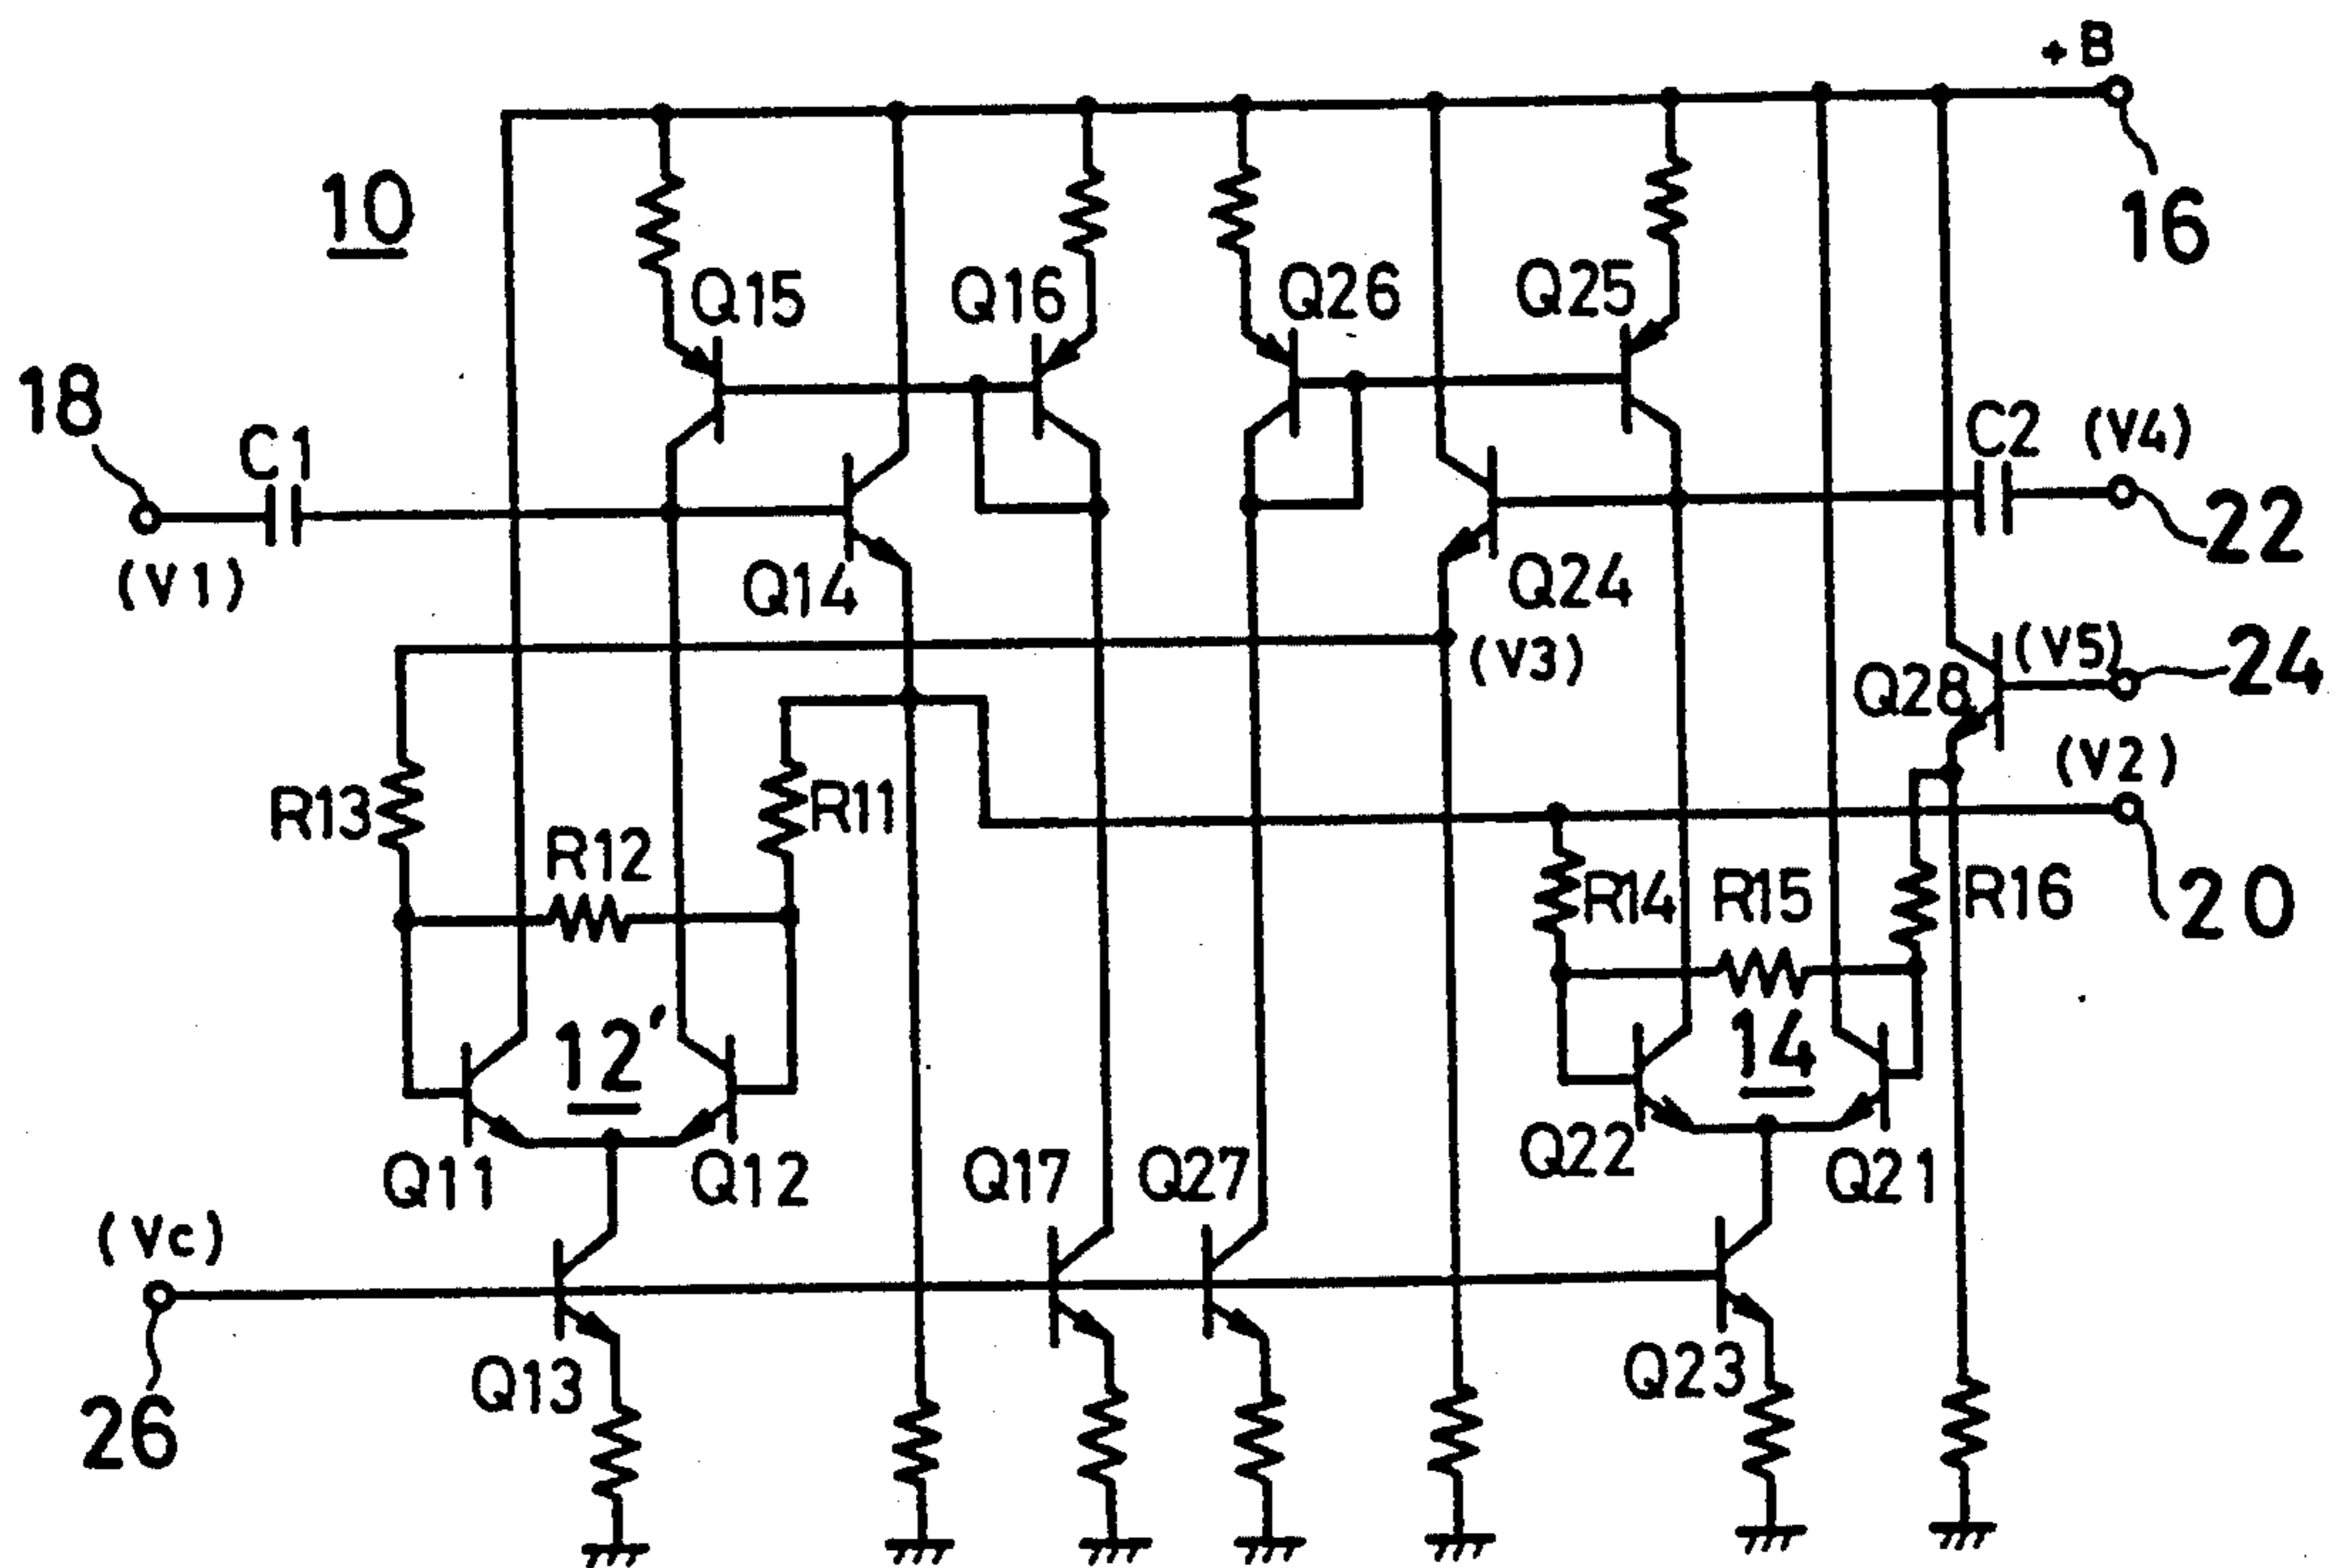 +B
10
16
Q15
Q16
Q26
Q25
18
C1
C2
(V4)
22
(V1)
Q14
Q24
(V3)
(V5)
24
Q28
(V2)
R13
R11
R12
R14
R15
R16
20
12'
14
Q11
Q12
Q17
Q27
Q22
Q21
(Vc)
Q13
Q23
26